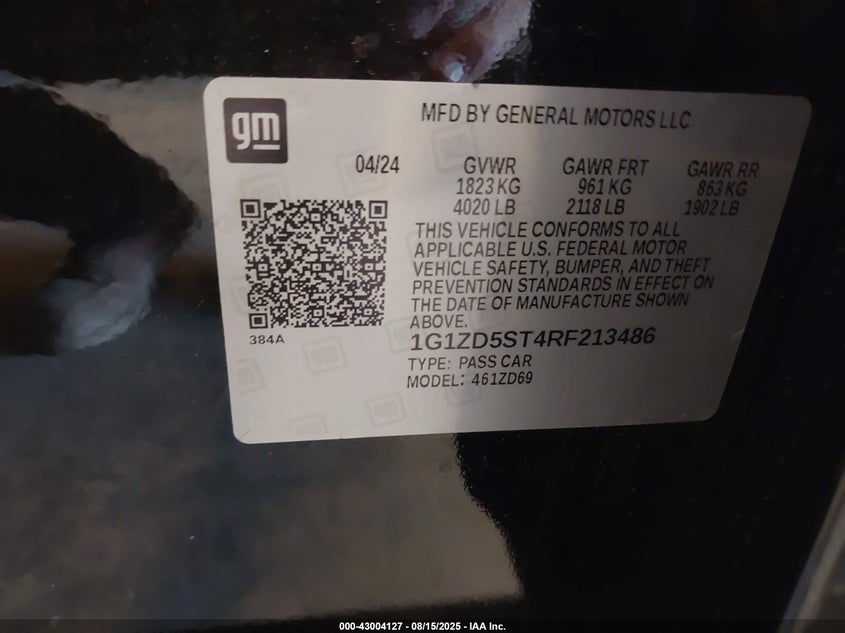 gm
MFD BY GENERAL MOTORS LLC
04/24 GVWR GAWR FRT GAWR RR
1823 KG 961 KG 863 KG
4020 LB 2118 LB 1902 LB
THIS VEHICLE CONFORMS TO ALL
APPLICABLE U.S. FEDERAL MOTOR
VEHICLE SAFETY, BUMPER, AND THEFT
PREVENTION STANDARDS IN EFFECT ON
THE DATE OF MANUFACTURE SHOWN
ABOVE.
384A
1G1ZD5ST4RF213486
TYPE: PASS CAR
MODEL: 461ZD69
000-43004127 - 08/15/2025 - IAA Inc.